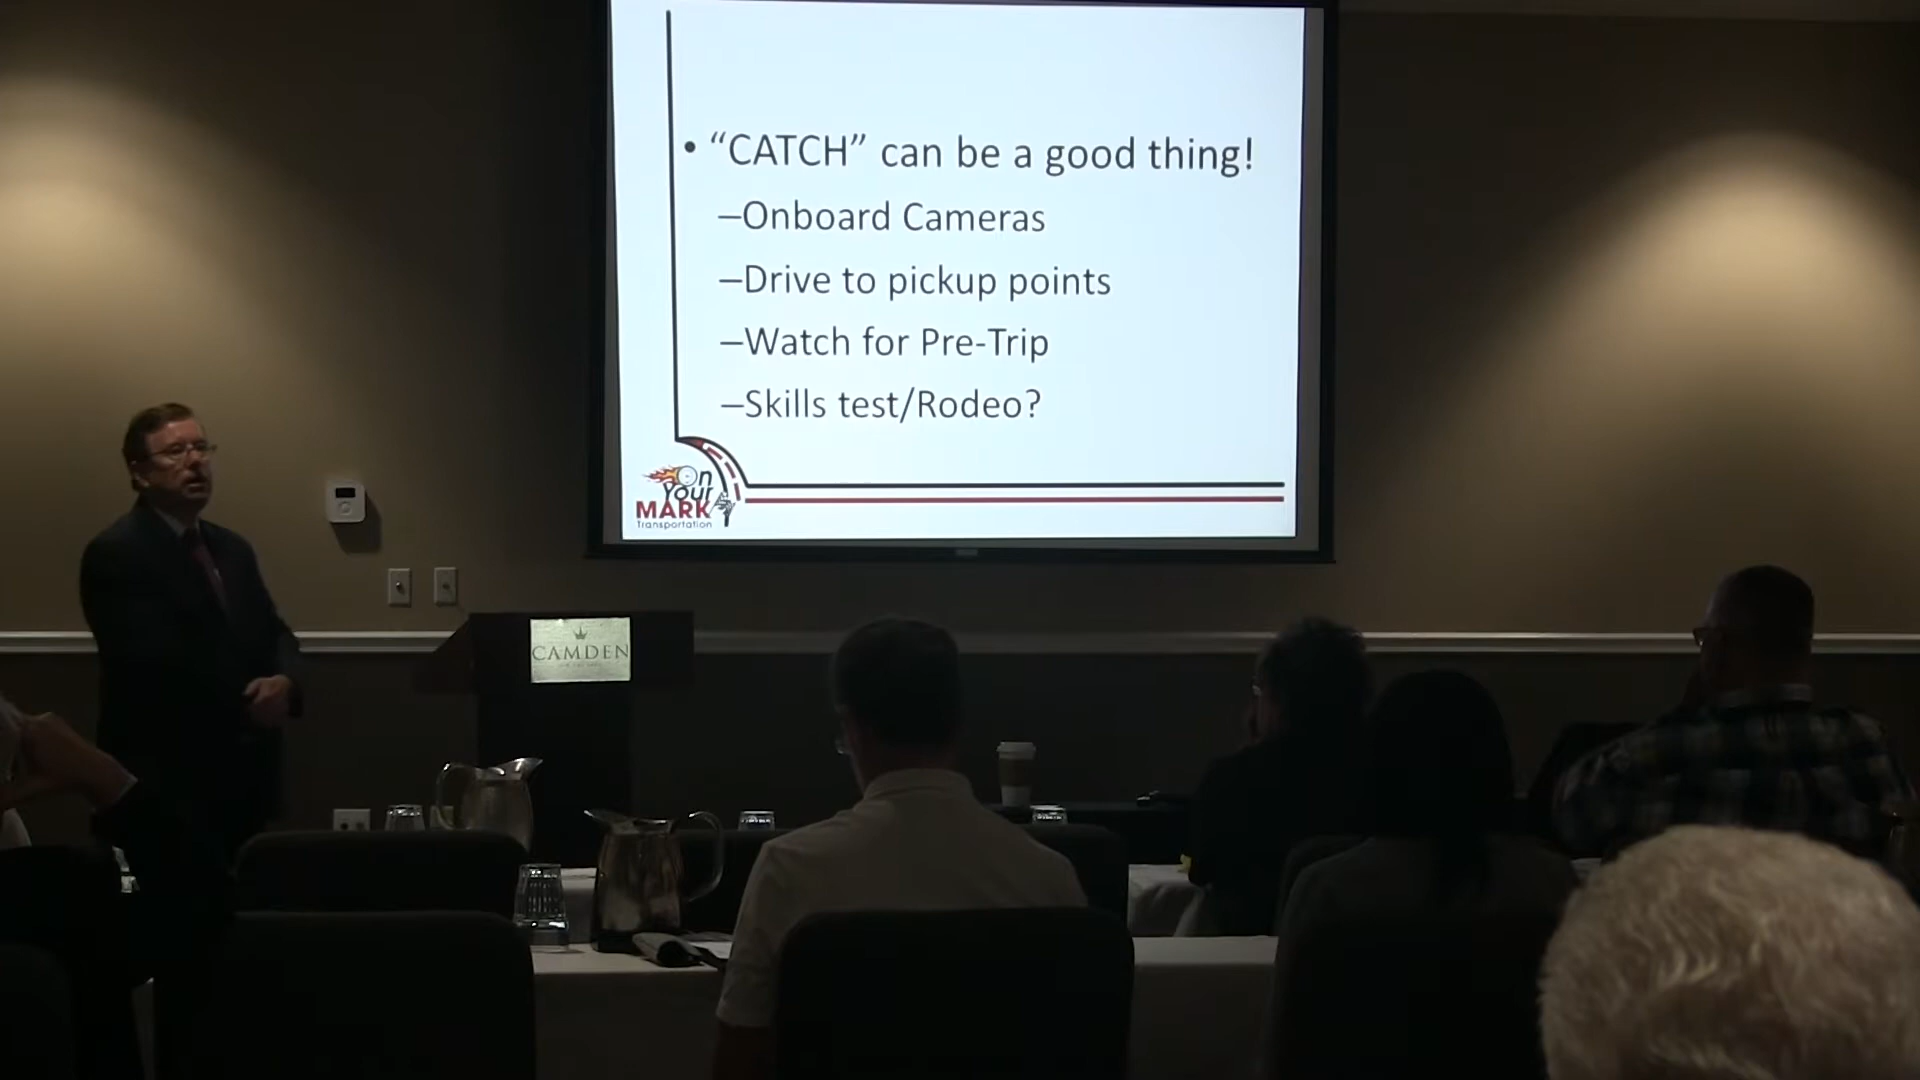 • “CATCH” can be a good thing!
–Onboard Cameras
–Drive to pickup points
–Watch for Pre-Trip
–Skills test/Rodeo?
On
Your
MARK
Transportation
CAMDEN